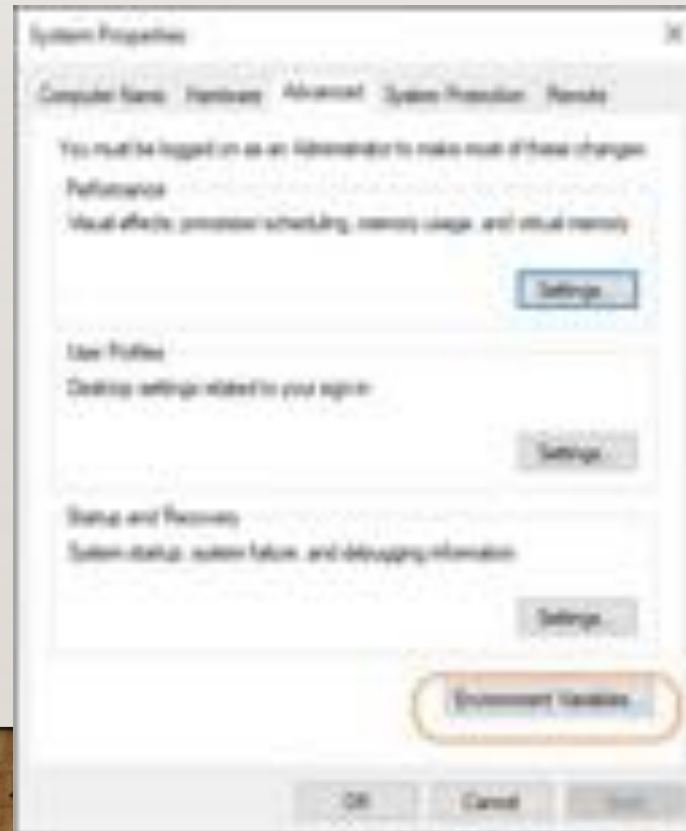 System Properties
Computer Name Hardware Advanced System Protection Remote
You must be logged on as an Administrator to make most of these changes.
Performance
Visual effects, processor scheduling, memory usage, and virtual memory
Settings...
User Profiles
Desktop settings related to your sign-in
Settings...
Startup and Recovery
System startup, system failure, and debugging information
Settings...
Environment Variables...
OK Cancel